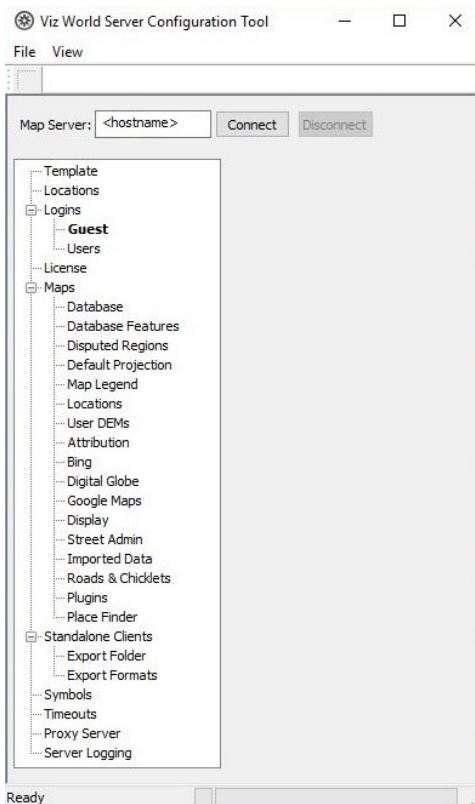 Viz World Server Configuration Tool
File View
Map Server: <hostname> Connect Disconnect
Template
Locations
Logins
Guest
Users
License
Maps
Database
Database Features
Disputed Regions
Default Projection
Map Legend
Locations
User DEMs
Attribution
Bing
Digital Globe
Google Maps
Display
Street Admin
Imported Data
Roads & Chicklets
Plugins
Place Finder
Standalone Clients
Export Folder
Export Formats
Symbols
Timeouts
Proxy Server
Server Logging
Ready